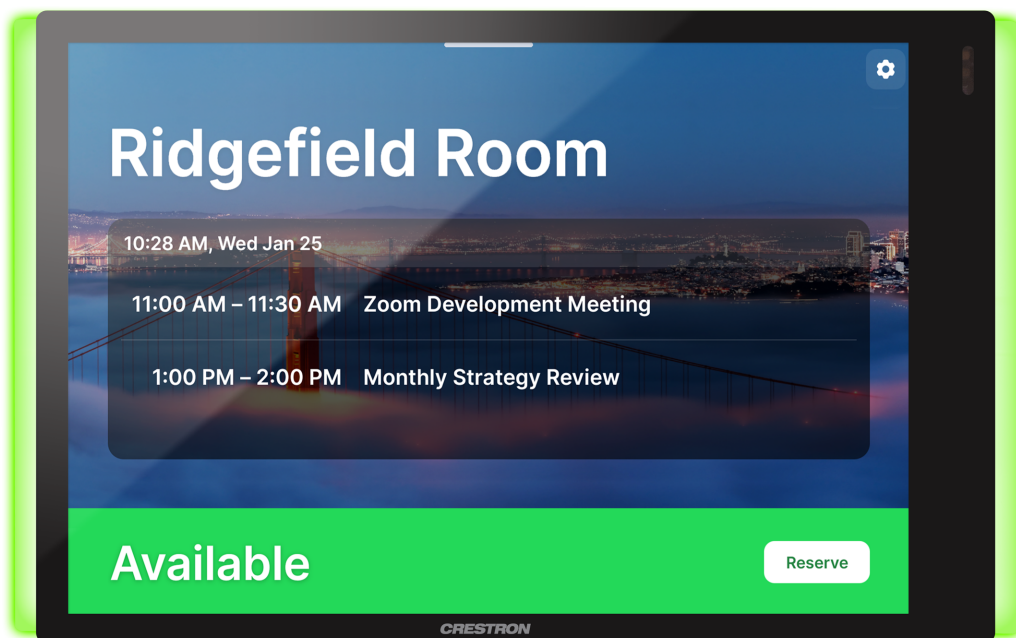 Ridgefield Room
10:28 AM, Wed Jan 25
11:00 AM – 11:30 AM Zoom Development Meeting
1:00 PM – 2:00 PM Monthly Strategy Review
Available
Reserve
CRESTRON